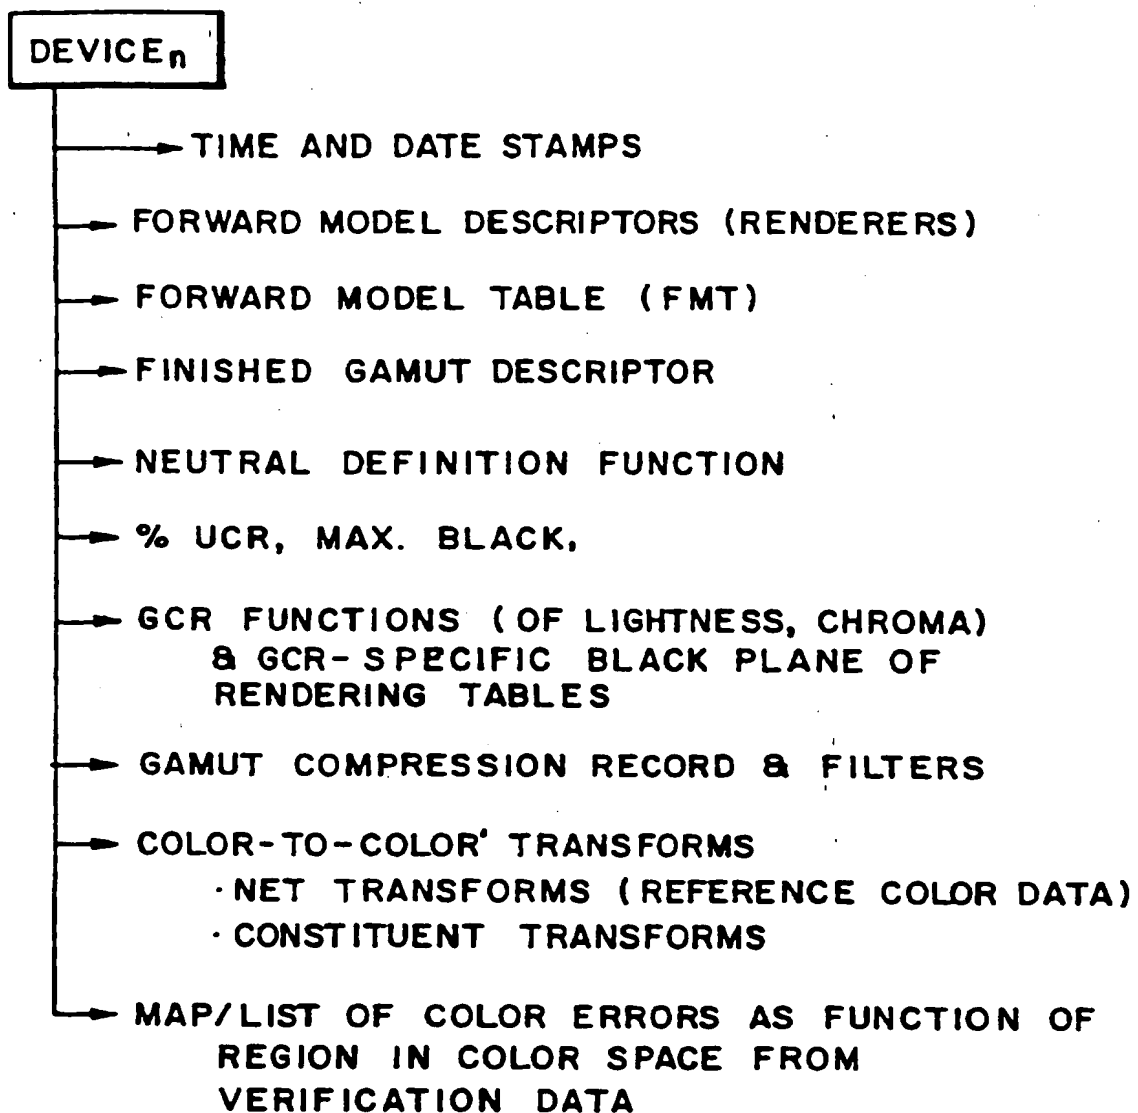 DEVICEn
TIME AND DATE STAMPS
FORWARD MODEL DESCRIPTORS (RENDERERS)
FORWARD MODEL TABLE (FMT)
FINISHED GAMUT DESCRIPTOR
NEUTRAL DEFINITION FUNCTION
% UCR, MAX. BLACK,
GCR FUNCTIONS (OF LIGHTNESS, CHROMA)
& GCR-SPECIFIC BLACK PLANE OF
RENDERING TABLES
GAMUT COMPRESSION RECORD & FILTERS
COLOR-TO-COLOR' TRANSFORMS
· NET TRANSFORMS (REFERENCE COLOR DATA)
· CONSTITUENT TRANSFORMS
MAP/LIST OF COLOR ERRORS AS FUNCTION OF
REGION IN COLOR SPACE FROM
VERIFICATION DATA